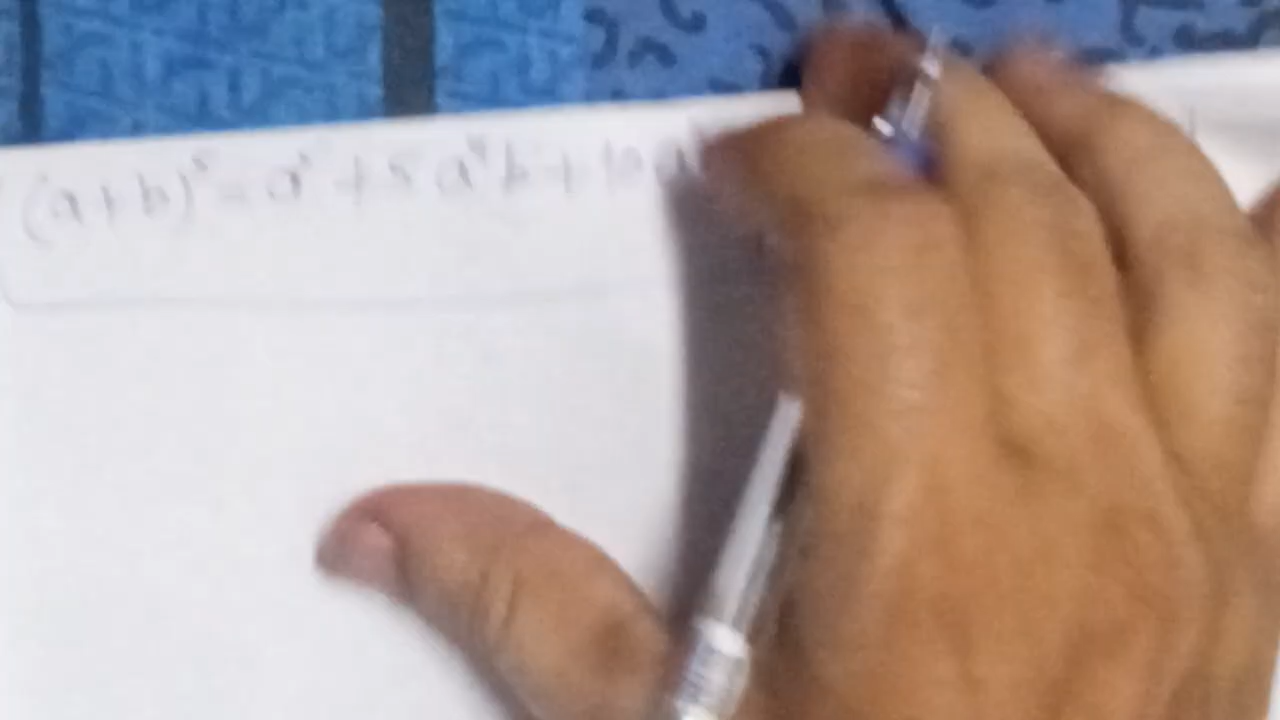 (a+b)⁵ = a⁵ + 5a⁴b + 10a